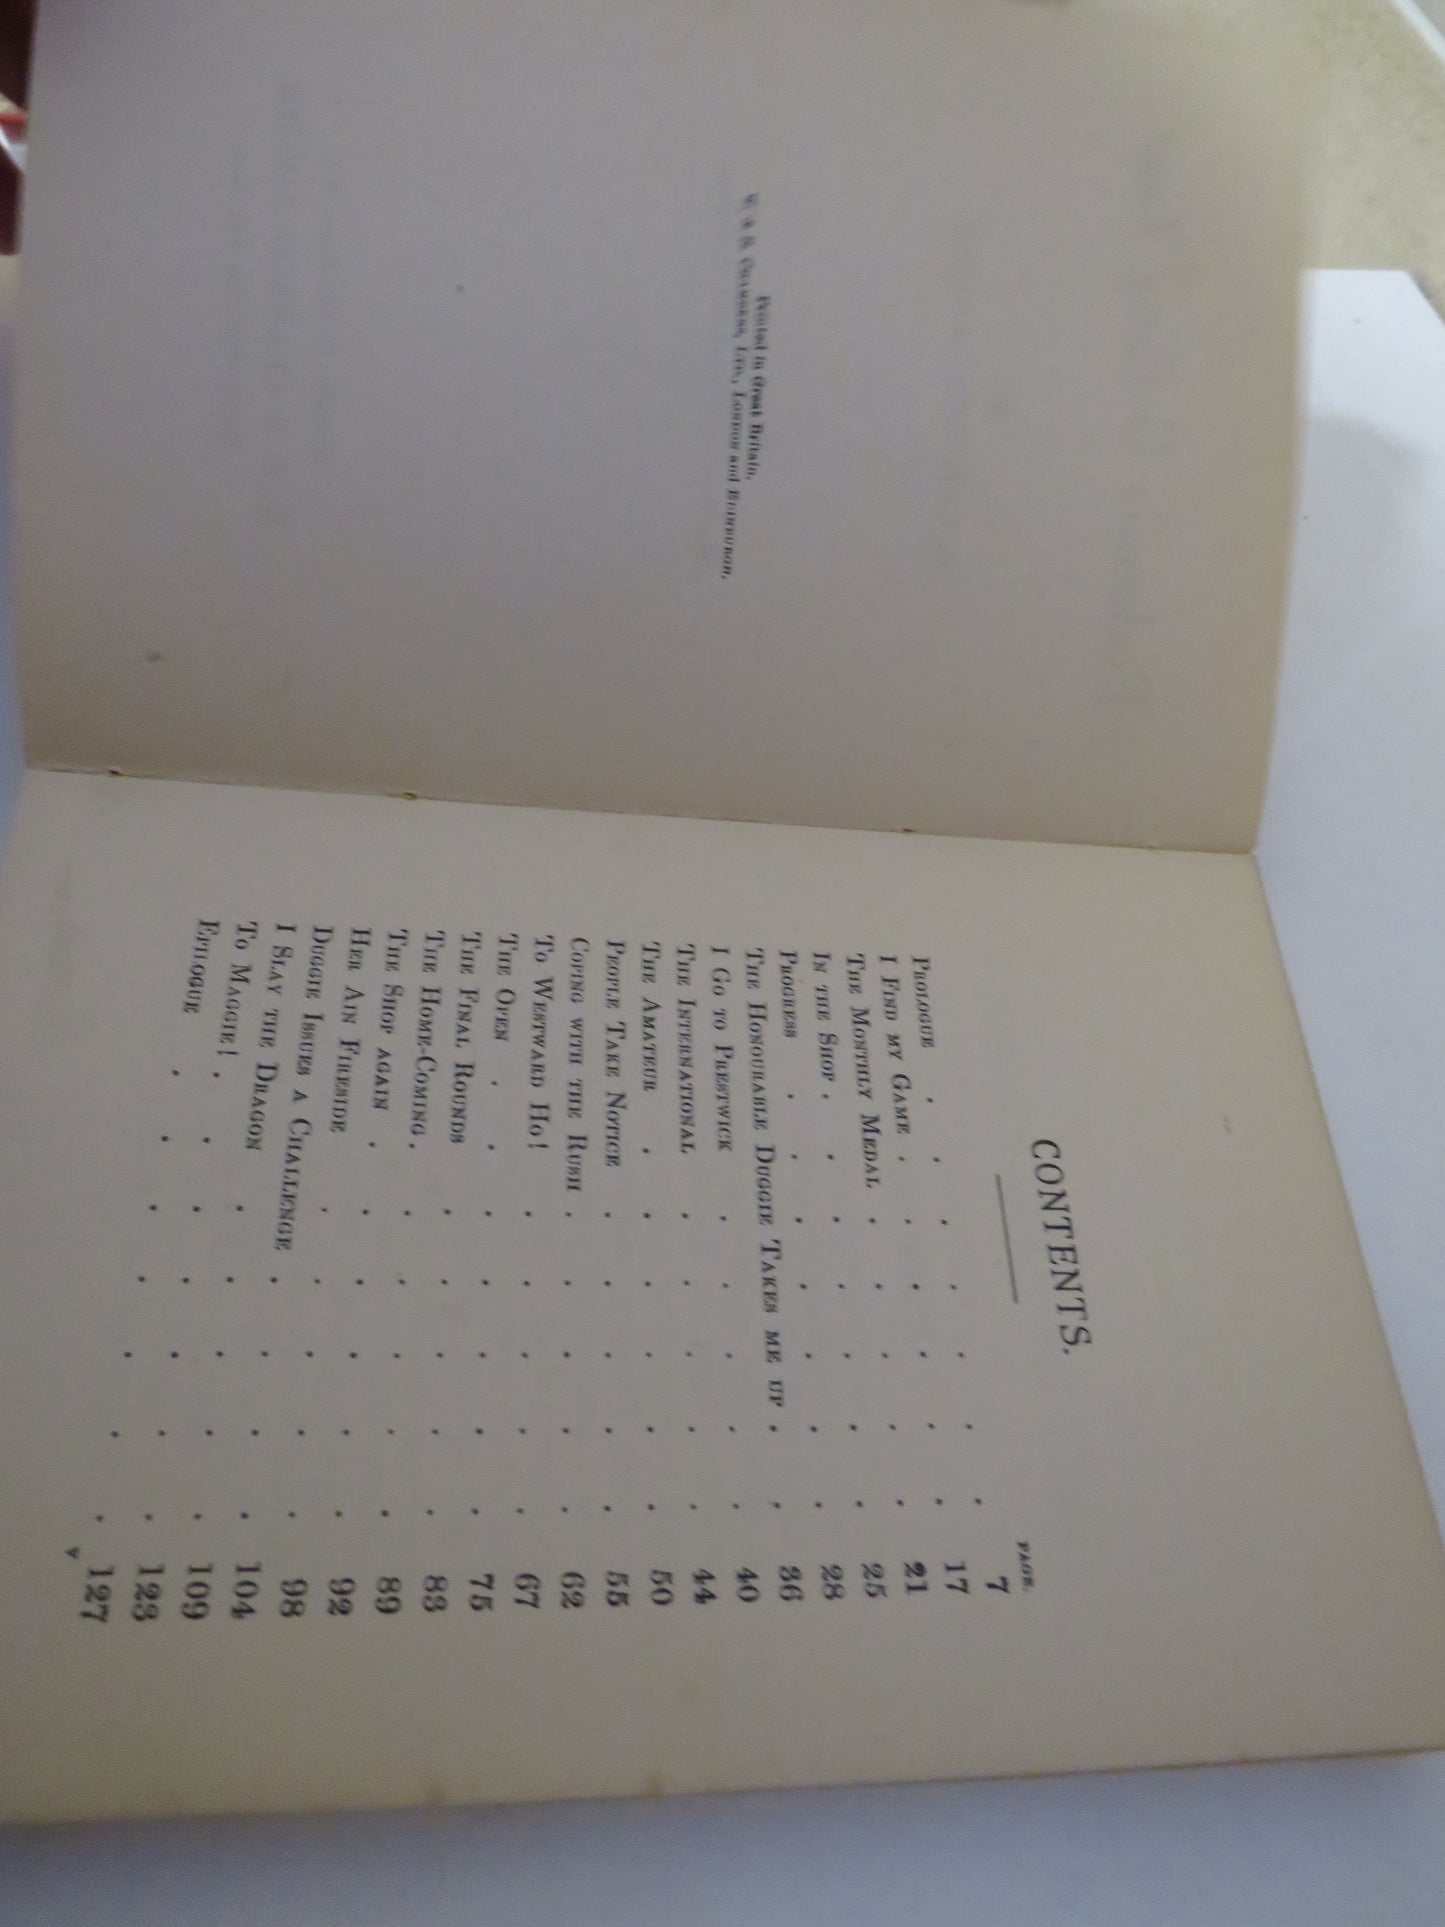 Printed in Great Britain.
W. & R. CHAMBERS, LTD., LONDON and EDINBURGH.
CONTENTS.
PAGE.
PROLOGUE . . . . . . . 7
I FIND MY GAME . . . . . . 17
THE MONTHLY MEDAL . . . . . 21
IN THE SHOP . . . . . . . 25
PROGRESS . . . . . . . 28
THE HONOURABLE DUGGIE TAKES ME UP . . 36
I GO TO PRESTWICK . . . . . 40
THE INTERNATIONAL . . . . . 44
THE AMATEUR . . . . . . 50
PEOPLE TAKE NOTICE . . . . . 55
COPING WITH THE RUSH . . . . . 62
TO WESTWARD HO! . . . . . 67
THE OPEN . . . . . . . 75
THE FINAL ROUNDS . . . . . 83
THE HOME-COMING . . . . . . 89
THE SHOP AGAIN . . . . . . 92
HER AN FIRESIDE . . . . . 98
DUGGIE ISSUES A CHALLENGE . . . . 104
I SLAY THE DRAGON . . . . . 109
TO MAGGIE! . . . . . . . 123
EPILOGUE . . . . . . . 127